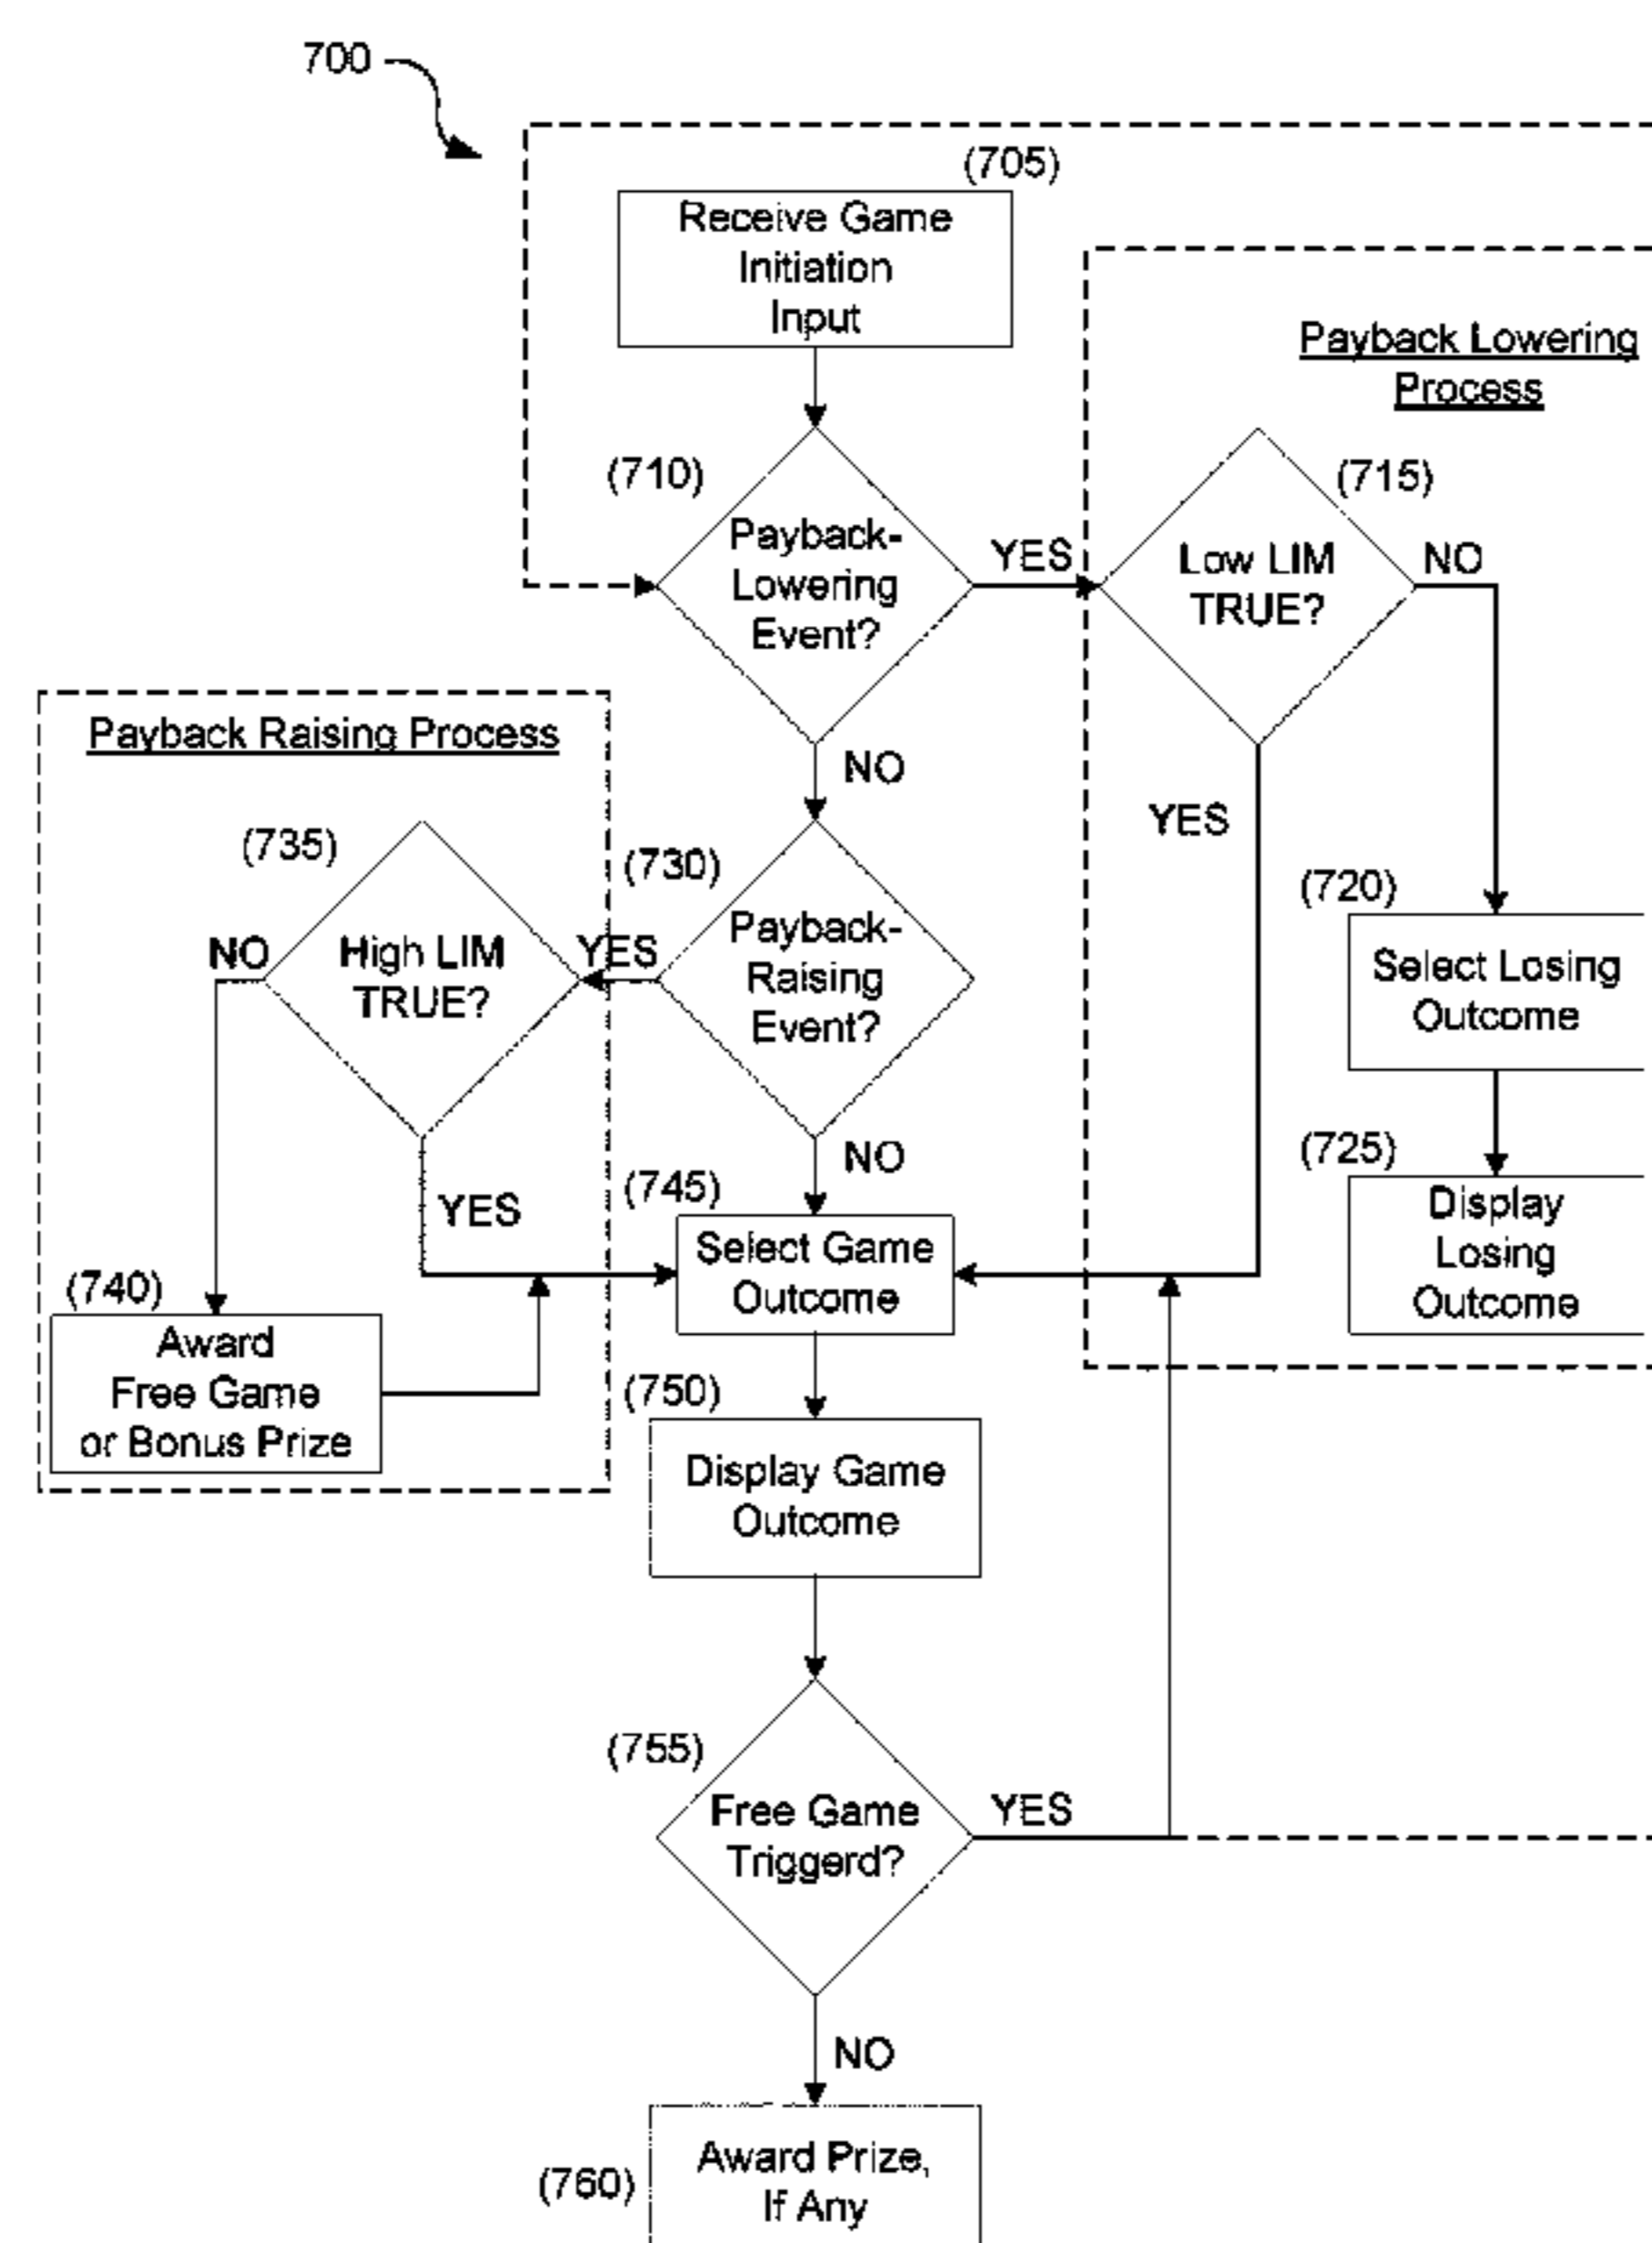 700
(705)
Receive Game
Initiation
Input
Payback Lowering
Process
(710)
Payback-
Lowering
Event?
YES
(715)
Low LIM
TRUE?
NO
YES
NO
Payback Raising Process
(735)
High LIM
TRUE?
NO
YES
(730)
Payback-
Raising
Event?
YES
NO
(720)
Select Losing
Outcome
(725)
Display
Losing
Outcome
(745)
Select Game
Outcome
(740)
Award
Free Game
or Bonus Prize
(750)
Display Game
Outcome
(755)
Free Game
Triggerd?
YES
NO
(760)
Award Prize,
If Any